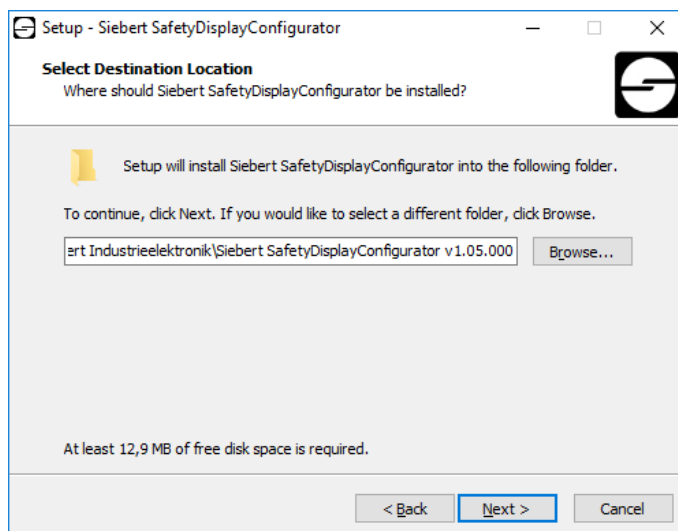 Setup - Siebert SafetyDisplayConfigurator
Select Destination Location
Where should Siebert SafetyDisplayConfigurator be installed?
Setup will install Siebert SafetyDisplayConfigurator into the following folder.
To continue, click Next. If you would like to select a different folder, click Browse.
ert Industrieelektronik\Siebert SafetyDisplayConfigurator v1.05.000
Browse...
At least 12,9 MB of free disk space is required.
< Back
Next >
Cancel